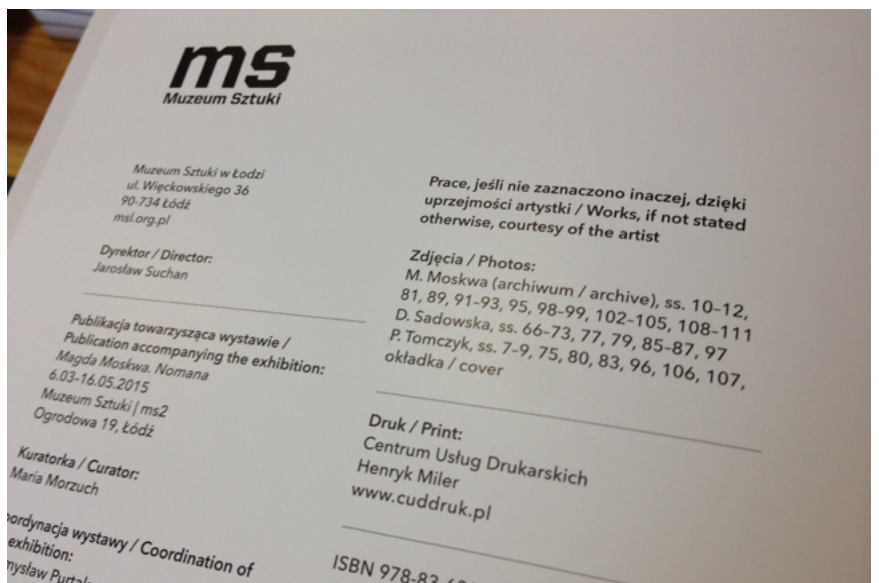 ms
Muzeum Sztuki
Muzeum Sztuki w Łodzi
ul. Więckowskiego 36
90-734 Łódź
msl.org.pl
Dyrektor / Director:
Jarosław Suchan
Publikacja towarzysząca wystawie /
Publication accompanying the exhibition:
Magda Moskwa. Nomana
6.03-16.05.2015
Muzeum Sztuki | ms2
Ogrodowa 19, Łódź
Kuratorka / Curator:
Maria Morzuch
wystawy / Coordination of
exhibition:
Prace, jeśli nie zaznaczono inaczej, dzięki
uprzejmości artystki / Works, if not stated
otherwise, courtesy of the artist
Zdjęcia / Photos:
M. Moskwa (archiwum / archive), ss. 10–12,
81, 89, 91–93, 95, 98–99, 102–105, 108–111
D. Sadowska, ss. 66–73, 77, 79, 85–87, 97
P. Tomczyk, ss. 7–9, 75, 80, 83, 96, 106, 107,
okładka / cover
Druk / Print:
Centrum Usług Drukarskich
Henryk Miler
www.cuddruk.pl
ISBN 978-83